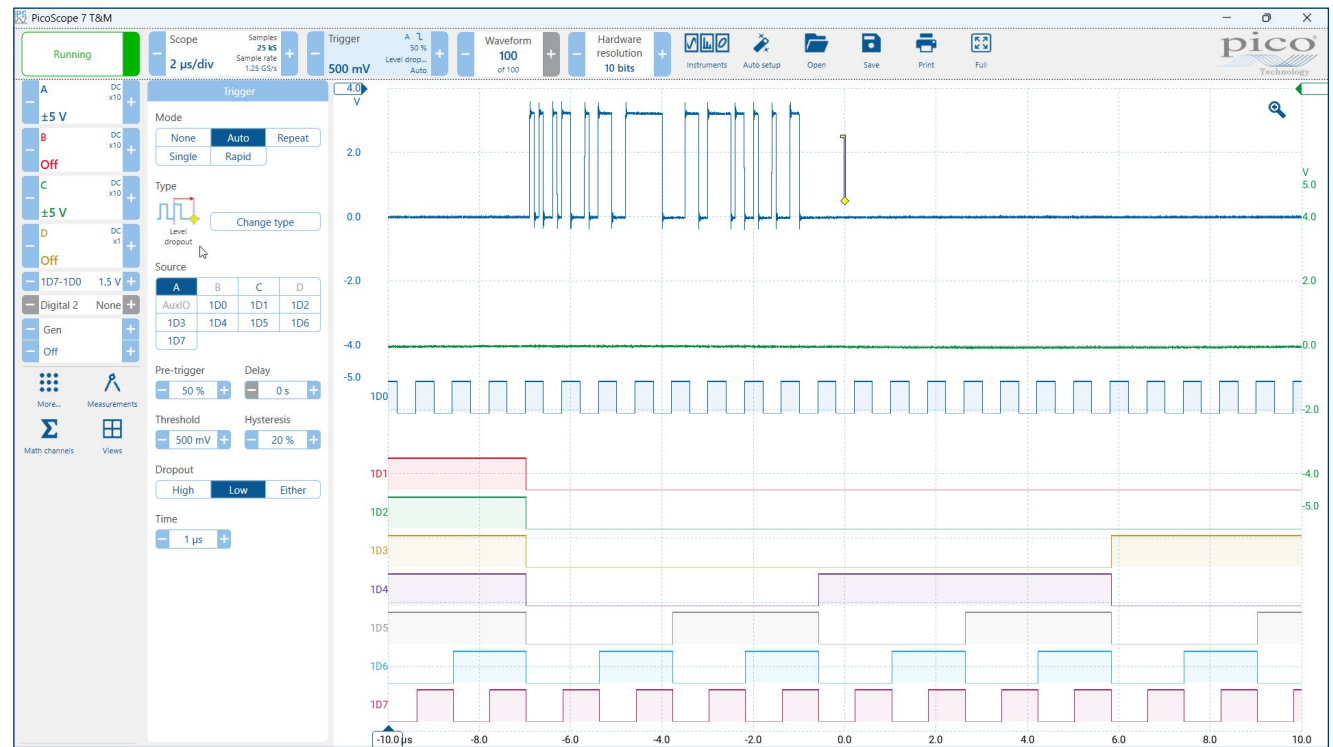 PicoScope 7 T&M
Running
Scope
2 µs/div
Samples
25 kS
Sample rate
1.25 GS/s
Trigger
500 mV
A
50 %
Level drop...
Auto
Waveform
100
of 100
Hardware
resolution
10 bits
Instruments
Auto setup
Open
Save
Print
Full
pico
Technology
A
DC
x10
±5 V
B
DC
x10
Off
C
DC
x10
±5 V
D
DC
x1
Off
1D7-1D0 1.5 V
Digital 2 None
Gen
Off
More...
Measurements
Math channels
Views
Trigger
Mode
None Auto Repeat
Single Rapid
Type
Level
dropout
Change type
Source
A B C D
AuxIO 1D0 1D1 1D2
1D3 1D4 1D5 1D6
1D7
Pre-trigger Delay
50 % 0 s
Threshold Hysteresis
500 mV 20 %
Dropout
High Low Either
Time
1 µs
4.0
V
2.0
0.0
-2.0
-4.0
-5.0
1D0
1D1
1D2
1D3
1D4
1D5
1D6
1D7
V
5.0
4.0
2.0
0.0
-2.0
-4.0
-5.0
-10.0 µs -8.0 -6.0 -4.0 -2.0 0.0 2.0 4.0 6.0 8.0 10.0